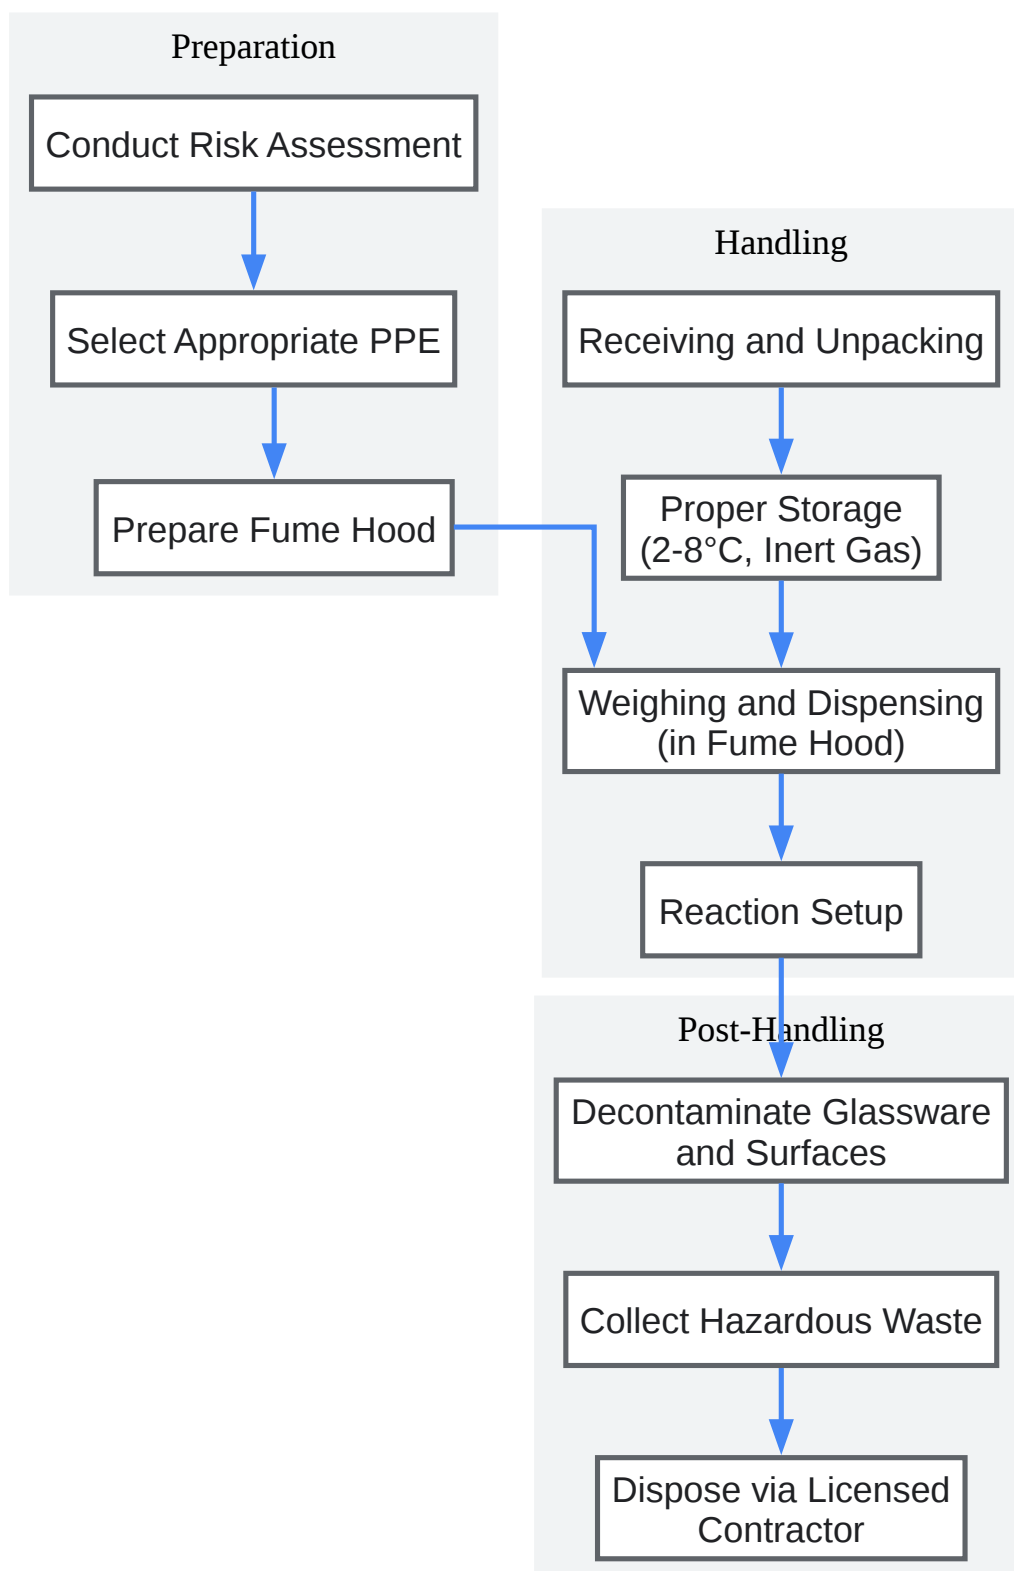 Preparation
Conduct Risk Assessment
Select Appropriate PPE
Prepare Fume Hood
Handling
Receiving and Unpacking
Proper Storage
(2-8°C, Inert Gas)
Weighing and Dispensing
(in Fume Hood)
Reaction Setup
Post-Handling
Decontaminate Glassware
and Surfaces
Collect Hazardous Waste
Dispose via Licensed
Contractor